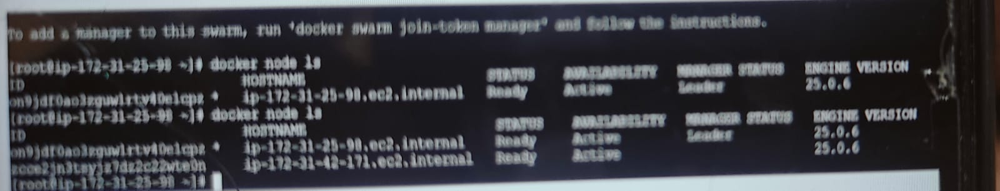 To add a manager to this swarm, run 'docker swarm join-token manager' and follow the instructions.
[root@ip-172-31-25-98 ~]# docker node ls
ID HOSTNAME STATUS AVAILABILITY MANAGER STATUS ENGINE VERSION
* ip-172-31-25-98.ec2.internal Ready Active Leader 25.0.6
[root@ip-172-31-25-98 ~]# docker node ls
ID HOSTNAME STATUS AVAILABILITY MANAGER STATUS ENGINE VERSION
* ip-172-31-25-98.ec2.internal Ready Active Leader 25.0.6
ip-172-31-42-171.ec2.internal Ready Active 25.0.6
[root@ip-172-31-25-98 ~]#